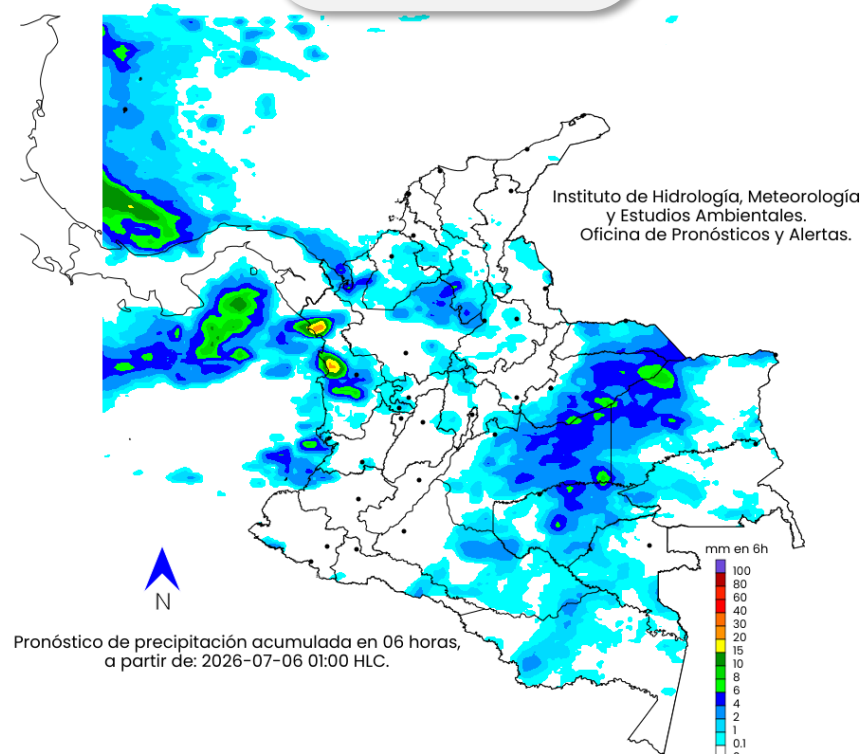 Instituto de Hidrología, Meteorología
y Estudios Ambientales.
Oficina de Pronósticos y Alertas.
N
Pronóstico de precipitación acumulada en 06 horas,
a partir de: 2026-07-06 01:00 HLC.
mm en 6h
100
80
60
40
30
20
15
10
8
6
4
2
1
0.1